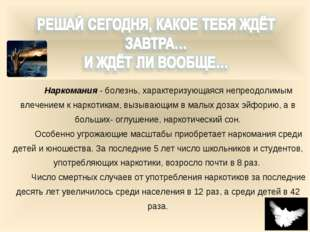 РЕШАЙ СЕГОДНЯ, КАКОЕ ТЕБЯ ЖДЁТ
ЗАВТРА…
И ЖДЁТ ЛИ ВООБЩЕ…
Наркомания - болезнь, характеризующаяся непреодолимым
влечением к наркотикам, вызывающим в малых дозах эйфорию, а в
больших- оглушение, наркотический сон.
Особенно угрожающие масштабы приобретает наркомания среди
детей и юношества. За последние 5 лет число школьников и студентов,
употребляющих наркотики, возросло почти в 8 раз.
Число смертных случаев от употребления наркотиков за последние
десять лет увеличилось среди населения в 12 раз, а среди детей в 42
раза.